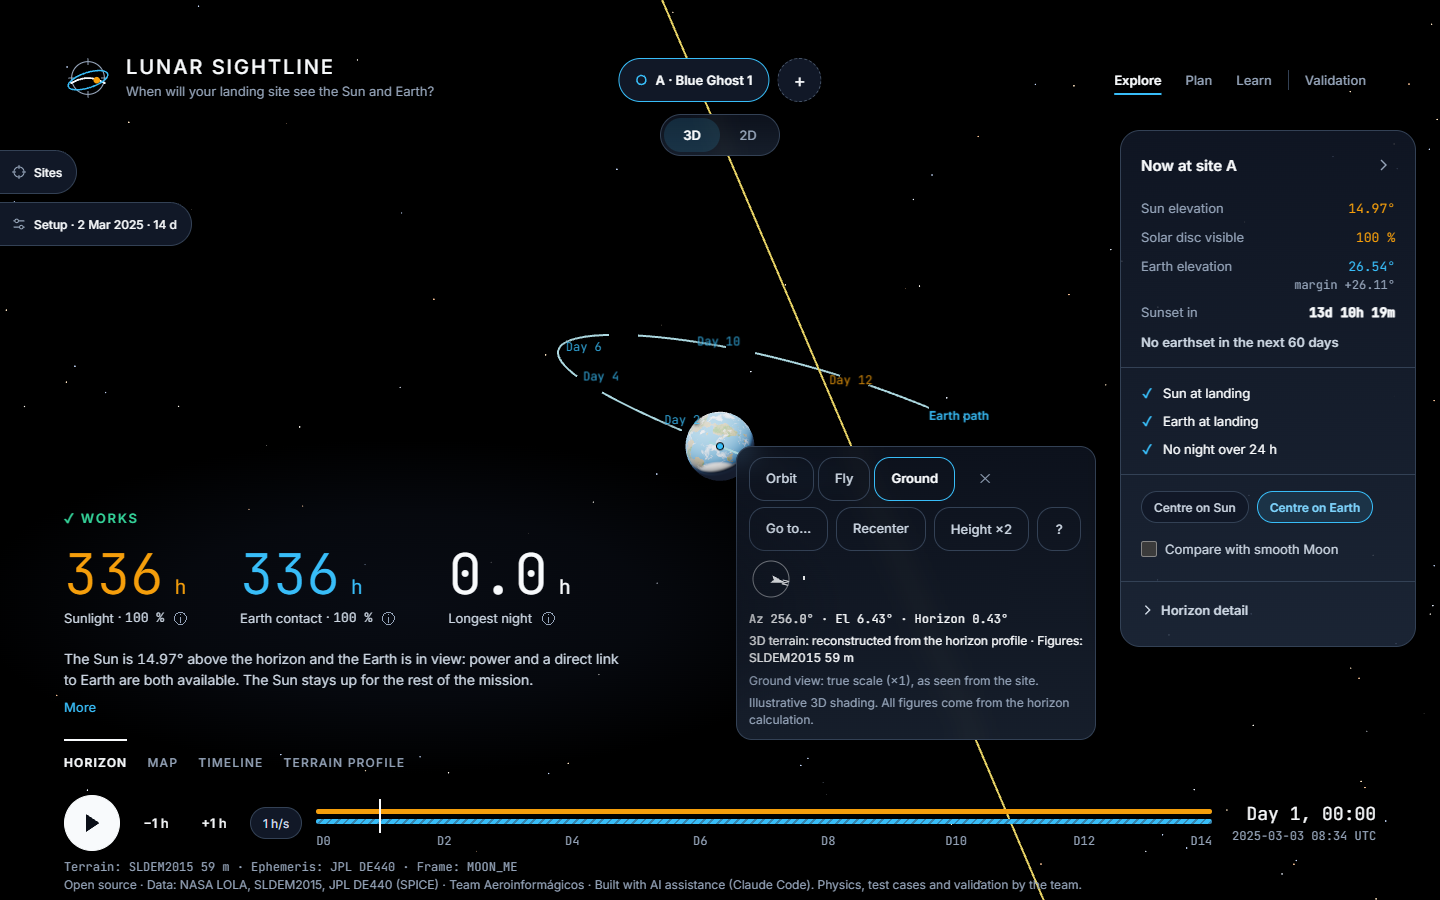 LUNAR SIGHTLINE
When will your landing site see the Sun and Earth?
A · Blue Ghost 1
+
3D
2D
Explore
Plan
Learn
Validation
Sites
Setup · 2 Mar 2025 · 14 d
Now at site A
Sun elevation 14.97°
Solar disc visible 100 %
Earth elevation 26.54°
margin +26.11°
Sunset in 13d 10h 19m
No earthset in the next 60 days
✓ Sun at landing
✓ Earth at landing
✓ No night over 24 h
Centre on Sun
Centre on Earth
Compare with smooth Moon
Horizon detail
Day 6
Day 10
Day 4
Day 12
Day 2
Earth path
Orbit
Fly
Ground
×
Go to...
Recenter
Height ×2
?
Az 256.0° · El 6.43° · Horizon 0.43°
3D terrain: reconstructed from the horizon profile · Figures:
SLDEM2015 59 m
Ground view: true scale (×1), as seen from the site.
Illustrative 3D shading. All figures come from the horizon
calculation.
✓ WORKS
336 h
Sunlight · 100 %
336 h
Earth contact · 100 %
0.0 h
Longest night
The Sun is 14.97° above the horizon and the Earth is in view: power and a direct link
to Earth are both available. The Sun stays up for the rest of the mission.
More
HORIZON
MAP
TIMELINE
TERRAIN PROFILE
−1 h
+1 h
1 h/s
D0 D2 D4 D6 D8 D10 D12 D14
Day 1, 00:00
2025-03-03 08:34 UTC
Terrain: SLDEM2015 59 m · Ephemeris: JPL DE440 · Frame: MOON_ME
Open source · Data: NASA LOLA, SLDEM2015, JPL DE440 (SPICE) · Team Aeroinformágicos · Built with AI assistance (Claude Code). Physics, test cases and validation by the team.